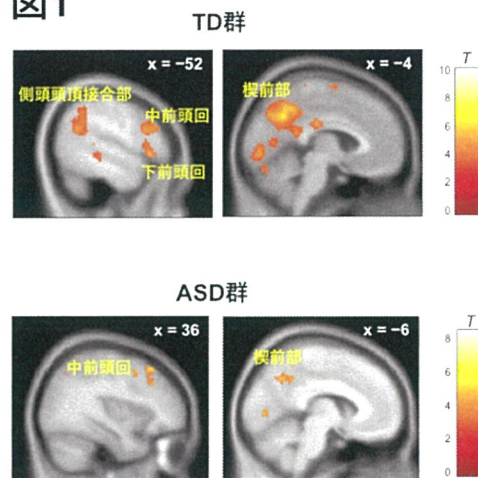 図1
TD群
x = −52
側頭頭頂接合部
中前頭回
下前頭回
x = −4
楔前部
T
10
8
6
4
2
0
ASD群
x = 36
中前頭回
x = −6
楔前部
T
8
6
4
2
0